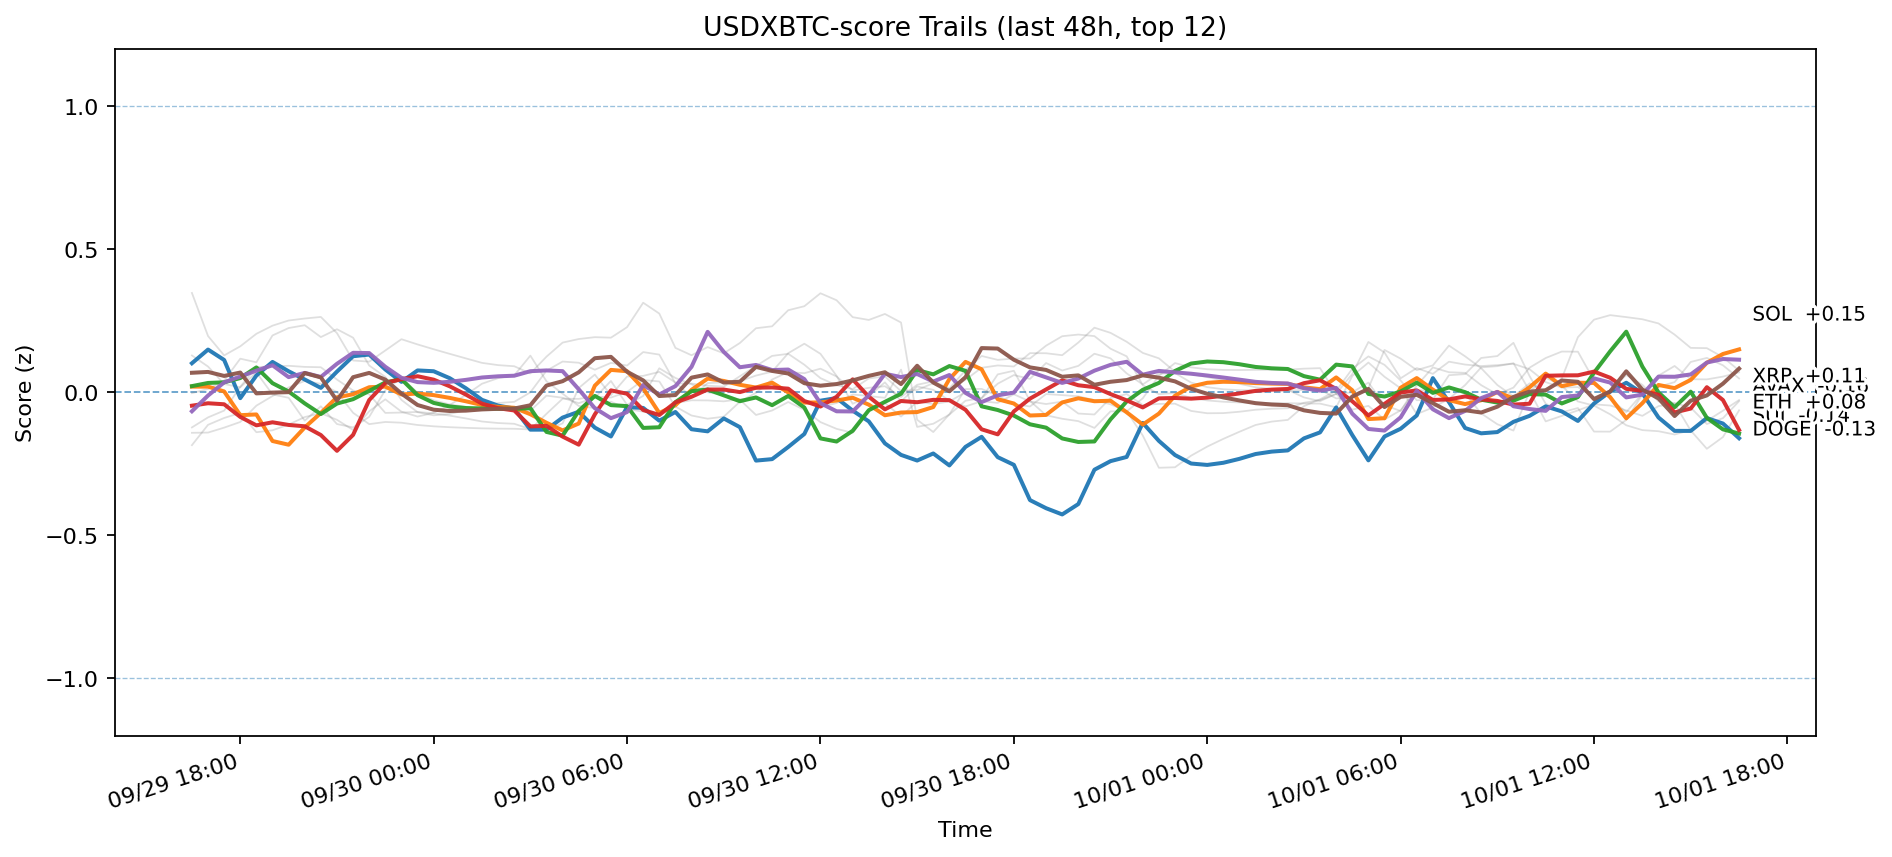 USDXBTC-score Trails (last 48h, top 12)
Score (z)
1.0
0.5
0.0
−0.5
−1.0
SOL +0.15
XRP +0.11
AVAX
ETH +0.08
DOGE -0.13
09/29 18:00
09/30 00:00
09/30 06:00
09/30 12:00
09/30 18:00
10/01 00:00
10/01 06:00
10/01 12:00
10/01 18:00
Time